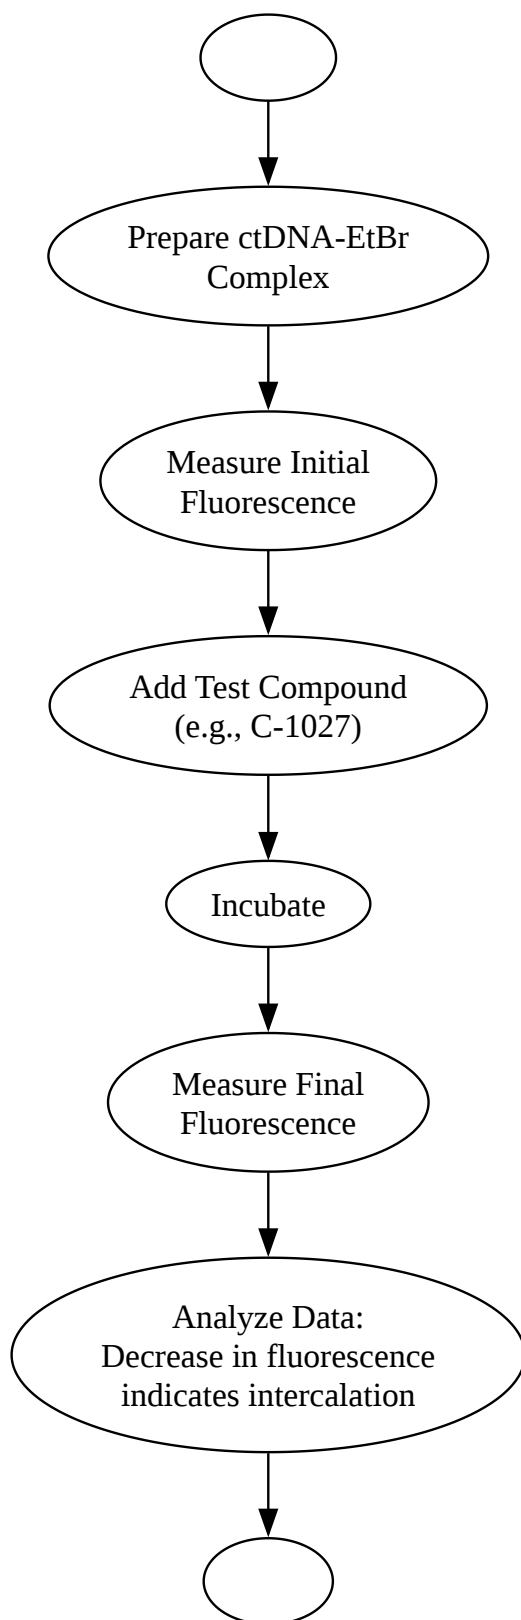 Prepare ctDNA-EtBr
Complex
Measure Initial
Fluorescence
Add Test Compound
(e.g., C-1027)
Incubate
Measure Final
Fluorescence
Analyze Data:
Decrease in fluorescence
indicates intercalation